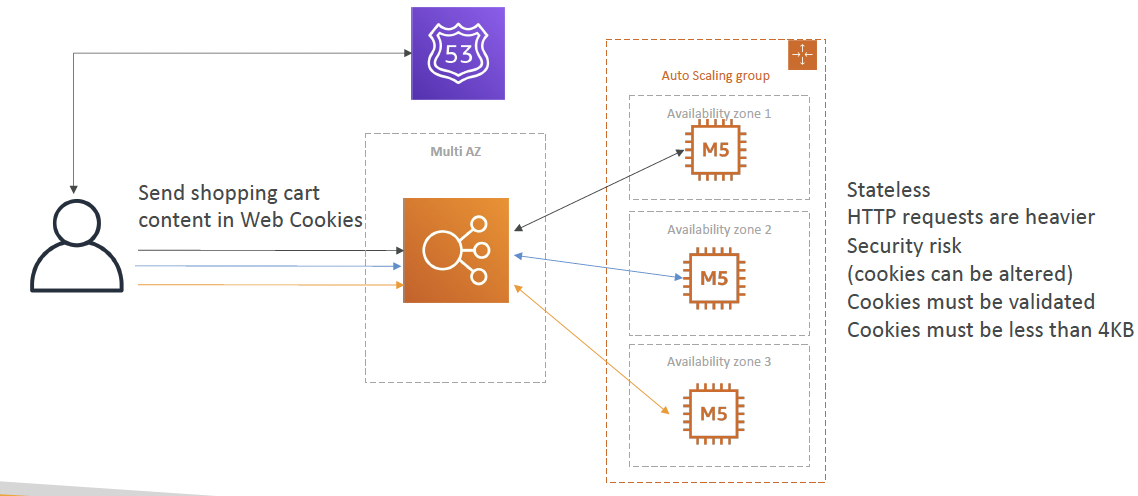 53
Auto Scaling group
Availability zone 1
M5
Multi AZ
Send shopping cart
content in Web Cookies
Availability zone 2
M5
Availability zone 3
M5
Stateless
HTTP requests are heavier
Security risk
(cookies can be altered)
Cookies must be validated
Cookies must be less than 4KB